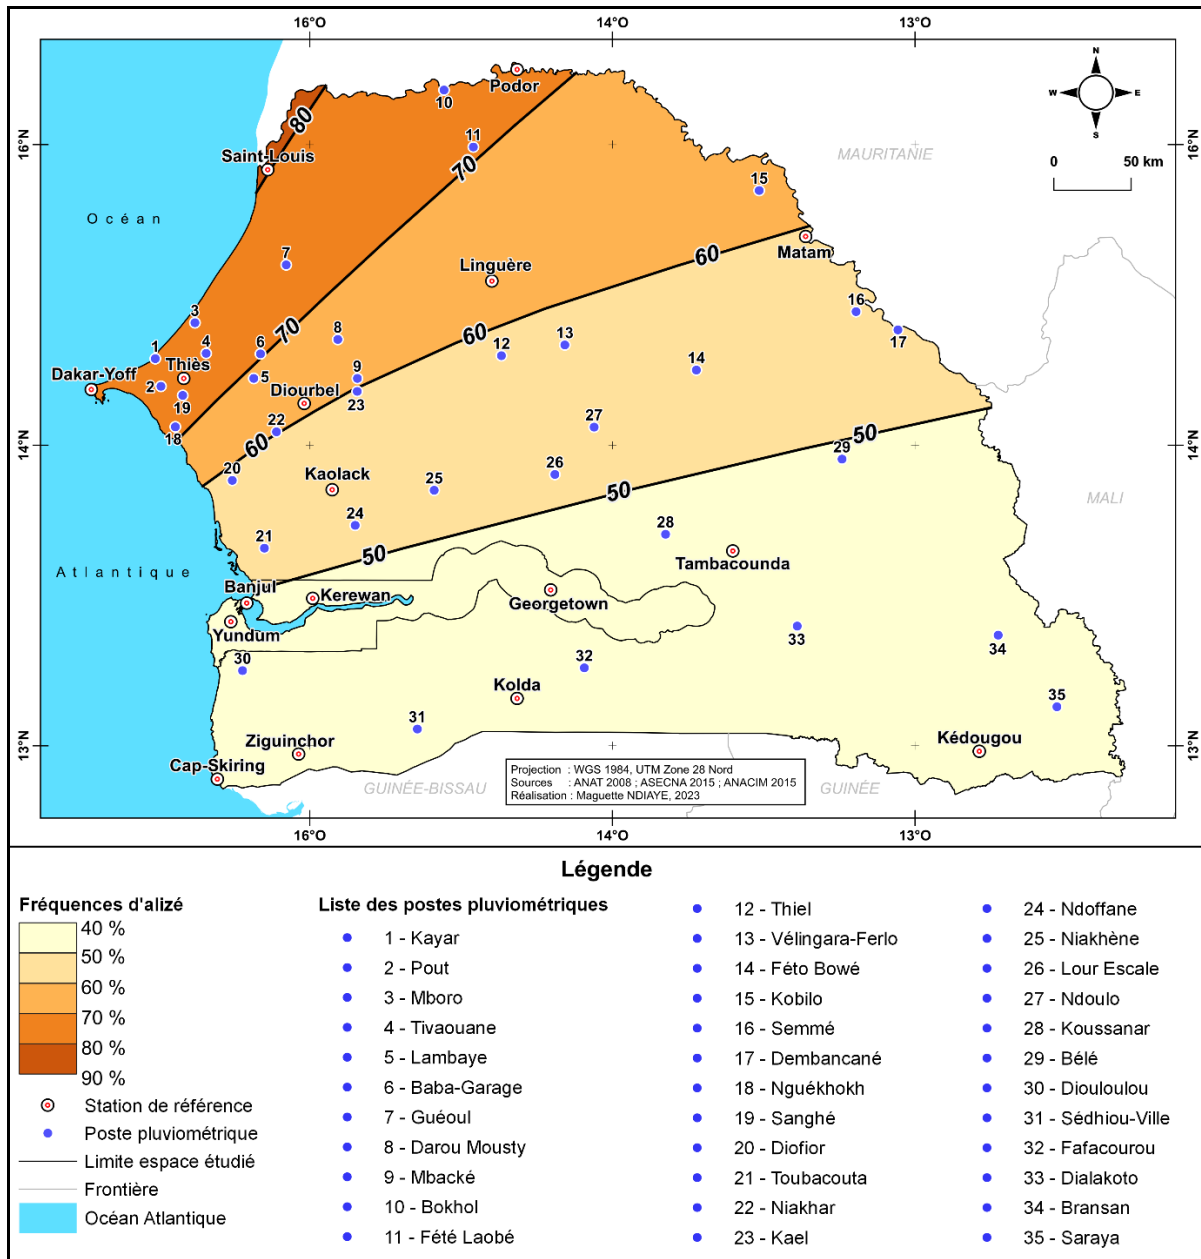 16°O 14°O 13°O
N
W E
S
0 50 km
MAURITANIE
16°N 16°N
Podor
10
11
80
Saint-Louis
70
15
Océan
7
60
Matam
Linguère
3
16
17
70
8
60
13
12
14
1
4
6
Thiès
Dakar-Yoff
2
5
9
19
Diourbel
23
18
22
27
14°N 14°N
60
50
29
20
Kaolack
25
26
50
MALI
24
28
21
50
Tambacounda
Atlantique
Banjul
Kerewan
Georgetown
Yundum
33
34
30
32
Kolda
35
31
Ziguinchor
Kédougou
13°N 13°N
Cap-Skiring
GUINÉE-BISSAU
GUINÉE
Projection : WGS 1984, UTM Zone 28 Nord
Sources : ANAT 2008 ; ASECNA 2015 ; ANACIM 2015
Réalisation : Maguette NDIAYE, 2023
16°O 14°O 13°O
Légende
Fréquences d'alizé
40 %
50 %
60 %
70 %
80 %
90 %
Station de référence
Poste pluviométrique
Limite espace étudié
Frontière
Océan Atlantique
Liste des postes pluviométriques
1 - Kayar
2 - Pout
3 - Mboro
4 - Tivaouane
5 - Lambaye
6 - Baba-Garage
7 - Guéoul
8 - Darou Mousty
9 - Mbacké
10 - Bokhol
11 - Fété Laobé
12 - Thiel
13 - Vélingara-Ferlo
14 - Féto Bowé
15 - Kobilo
16 - Semmé
17 - Dembancané
18 - Nguékhokh
19 - Sanghé
20 - Diofior
21 - Toubacouta
22 - Niakhar
23 - Kael
24 - Ndoffane
25 - Niakhène
26 - Lour Escale
27 - Ndoulo
28 - Koussanar
29 - Bélé
30 - Diouloulou
31 - Sédhiou-Ville
32 - Fafacourou
33 - Dialakoto
34 - Bransan
35 - Saraya